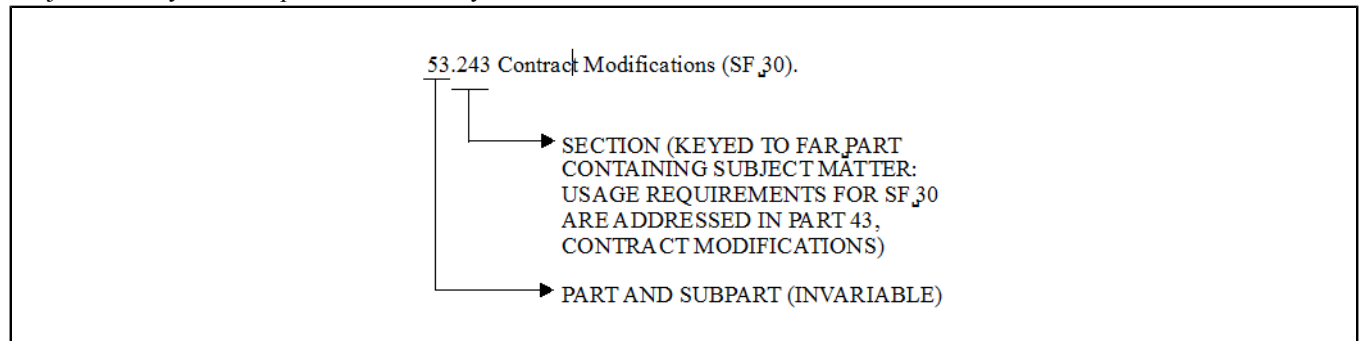 53.243 Contract Modifications (SF 30).
SECTION (KEYED TO FAR PART
CONTAINING SUBJECT MATTER:
USAGE REQUIREMENTS FOR SF 30
ARE ADDRESSED IN PART 43,
CONTRACT MODIFICATIONS)
PART AND SUBPART (INVARIABLE)